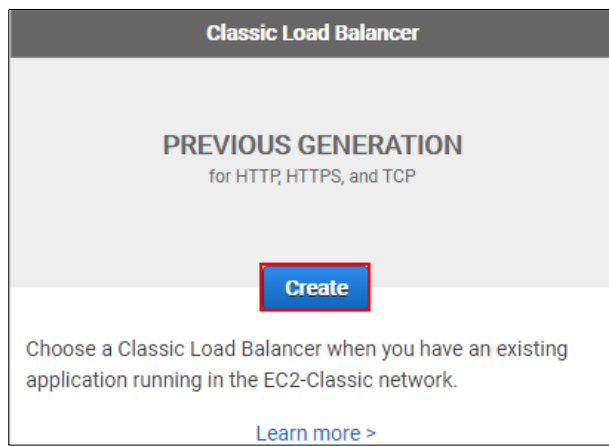 Classic Load Balancer
PREVIOUS GENERATION
for HTTP, HTTPS, and TCP
Create
Choose a Classic Load Balancer when you have an existing
application running in the EC2-Classic network.
Learn more >